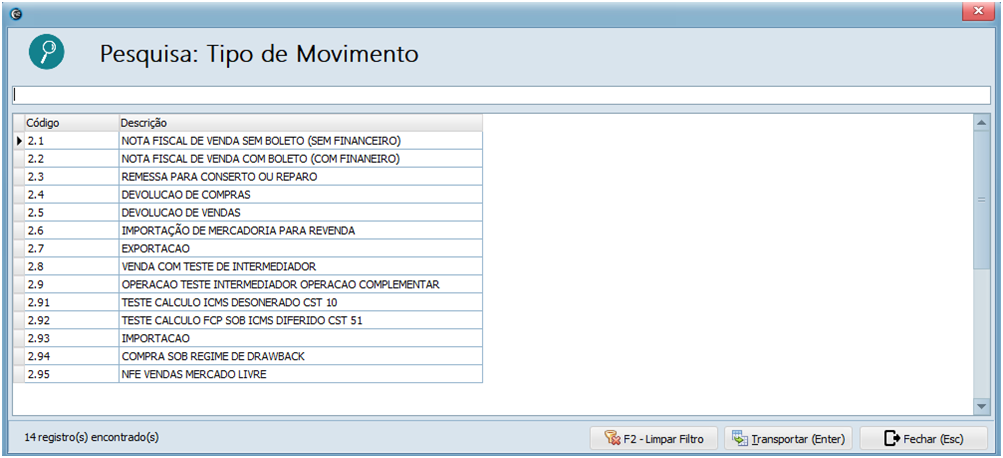 Pesquisa: Tipo de Movimento
Código Descrição
2.1 NOTA FISCAL DE VENDA SEM BOLETO (SEM FINANCEIRO)
2.2 NOTA FISCAL DE VENDA COM BOLETO (COM FINANEIRO)
2.3 REMESSA PARA CONSERTO OU REPARO
2.4 DEVOLUCAO DE COMPRAS
2.5 DEVOLUCAO DE VENDAS
2.6 IMPORTAÇÃO DE MERCADORIA PARA REVENDA
2.7 EXPORTACAO
2.8 VENDA COM TESTE DE INTERMEDIADOR
2.9 OPERACAO TESTE INTERMEDIADOR OPERACAO COMPLEMENTAR
2.91 TESTE CALCULO ICMS DESONERADO CST 10
2.92 TESTE CALCULO FCP SOB ICMS DIFERIDO CST 51
2.93 IMPORTACAO
2.94 COMPRA SOB REGIME DE DRAWBACK
2.95 NFE VENDAS MERCADO LIVRE
14 registro(s) encontrado(s) F2 - Limpar Filtro Transportar (Enter) Fechar (Esc)